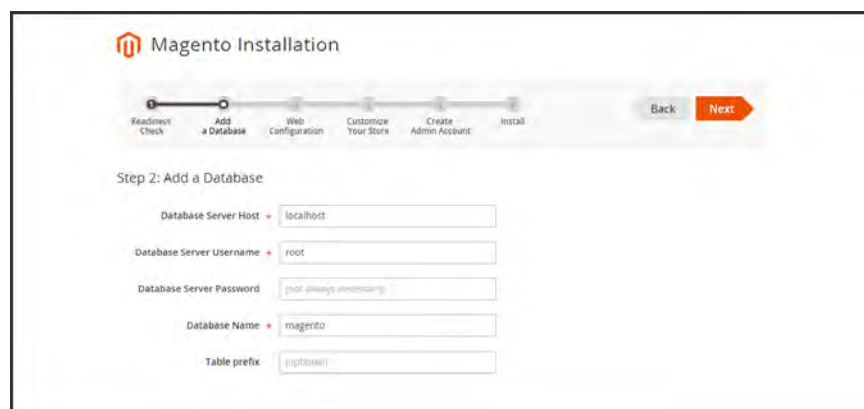 Magento Installation
Readiness Check
Add a Database
Web Configuration
Customize Your Store
Create Admin Account
Install
Back
Next
Step 2: Add a Database
Database Server Host * localhost
Database Server Username * root
Database Server Password (not always necessary)
Database Name * magento
Table prefix (optional)